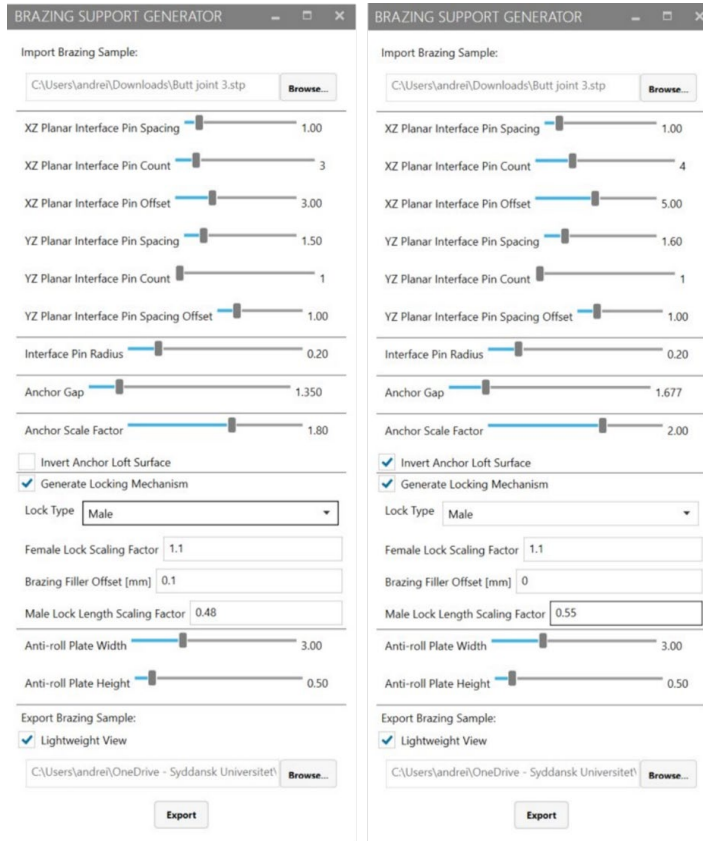 BRAZING SUPPORT GENERATOR
Import Brazing Sample:
C:\Users\andrei\Downloads\Butt joint 3.stp Browse...
XZ Planar Interface Pin Spacing 1.00
XZ Planar Interface Pin Count 3
XZ Planar Interface Pin Offset 3.00
YZ Planar Interface Pin Spacing 1.50
YZ Planar Interface Pin Count 1
YZ Planar Interface Pin Spacing Offset 1.00
Interface Pin Radius 0.20
Anchor Gap 1.350
Anchor Scale Factor 1.80
Invert Anchor Loft Surface
Generate Locking Mechanism
Lock Type Male
Female Lock Scaling Factor 1.1
Brazing Filler Offset [mm] 0.1
Male Lock Length Scaling Factor 0.48
Anti-roll Plate Width 3.00
Anti-roll Plate Height 0.50
Export Brazing Sample:
Lightweight View
C:\Users\andrei\OneDrive - Syddansk Universitet\ Browse...
Export
BRAZING SUPPORT GENERATOR
Import Brazing Sample:
C:\Users\andrei\Downloads\Butt joint 3.stp Browse...
XZ Planar Interface Pin Spacing 1.00
XZ Planar Interface Pin Count 4
XZ Planar Interface Pin Offset 5.00
YZ Planar Interface Pin Spacing 1.60
YZ Planar Interface Pin Count 1
YZ Planar Interface Pin Spacing Offset 1.00
Interface Pin Radius 0.20
Anchor Gap 1.677
Anchor Scale Factor 2.00
Invert Anchor Loft Surface
Generate Locking Mechanism
Lock Type Male
Female Lock Scaling Factor 1.1
Brazing Filler Offset [mm] 0
Male Lock Length Scaling Factor 0.55
Anti-roll Plate Width 3.00
Anti-roll Plate Height 0.50
Export Brazing Sample:
Lightweight View
C:\Users\andrei\OneDrive - Syddansk Universitet\ Browse...
Export